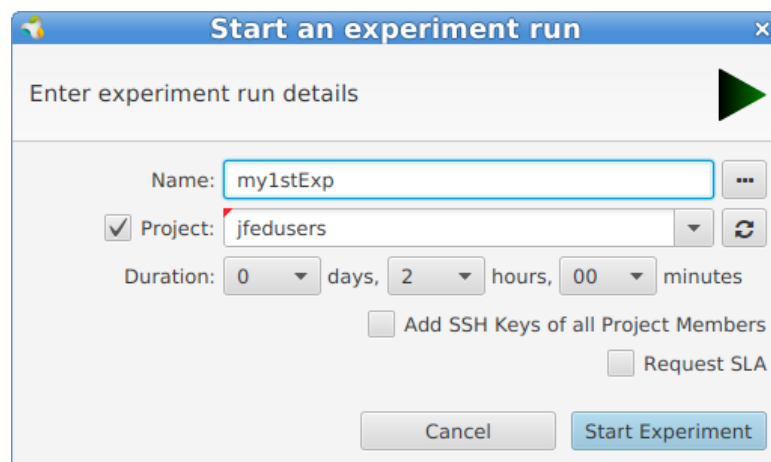 Start an experiment run
Enter experiment run details
Name: my1stExp
Project: jfedusers
Duration: 0 days, 2 hours, 00 minutes
Add SSH Keys of all Project Members
Request SLA
Cancel Start Experiment